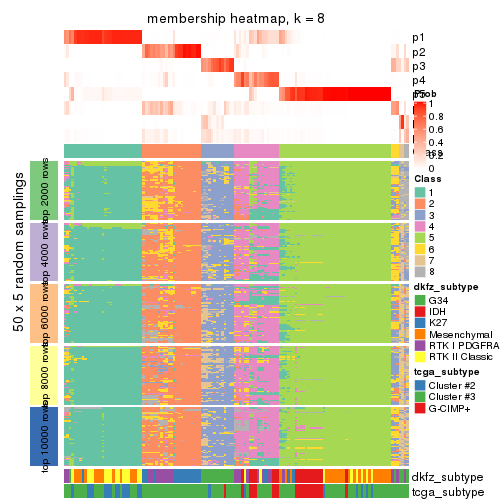 membership heatmap, k = 8
p1
p2
p3
p4
p5
Prob
1
0.8
0.6
0.4
0.2
0
Class
1
2
3
4
5
6
7
8
dkfz_subtype
G34
IDH
K27
Mesenchymal
RTK I PDGFRA
RTK II Classic
tcga_subtype
Cluster #2
Cluster #3
G-CIMP+
50 x 5 random samplings
top 2000 rows
top 4000 rows
top 6000 rows
top 8000 rows
top 10000 rows
dkfz_subtype
tcga_subtype